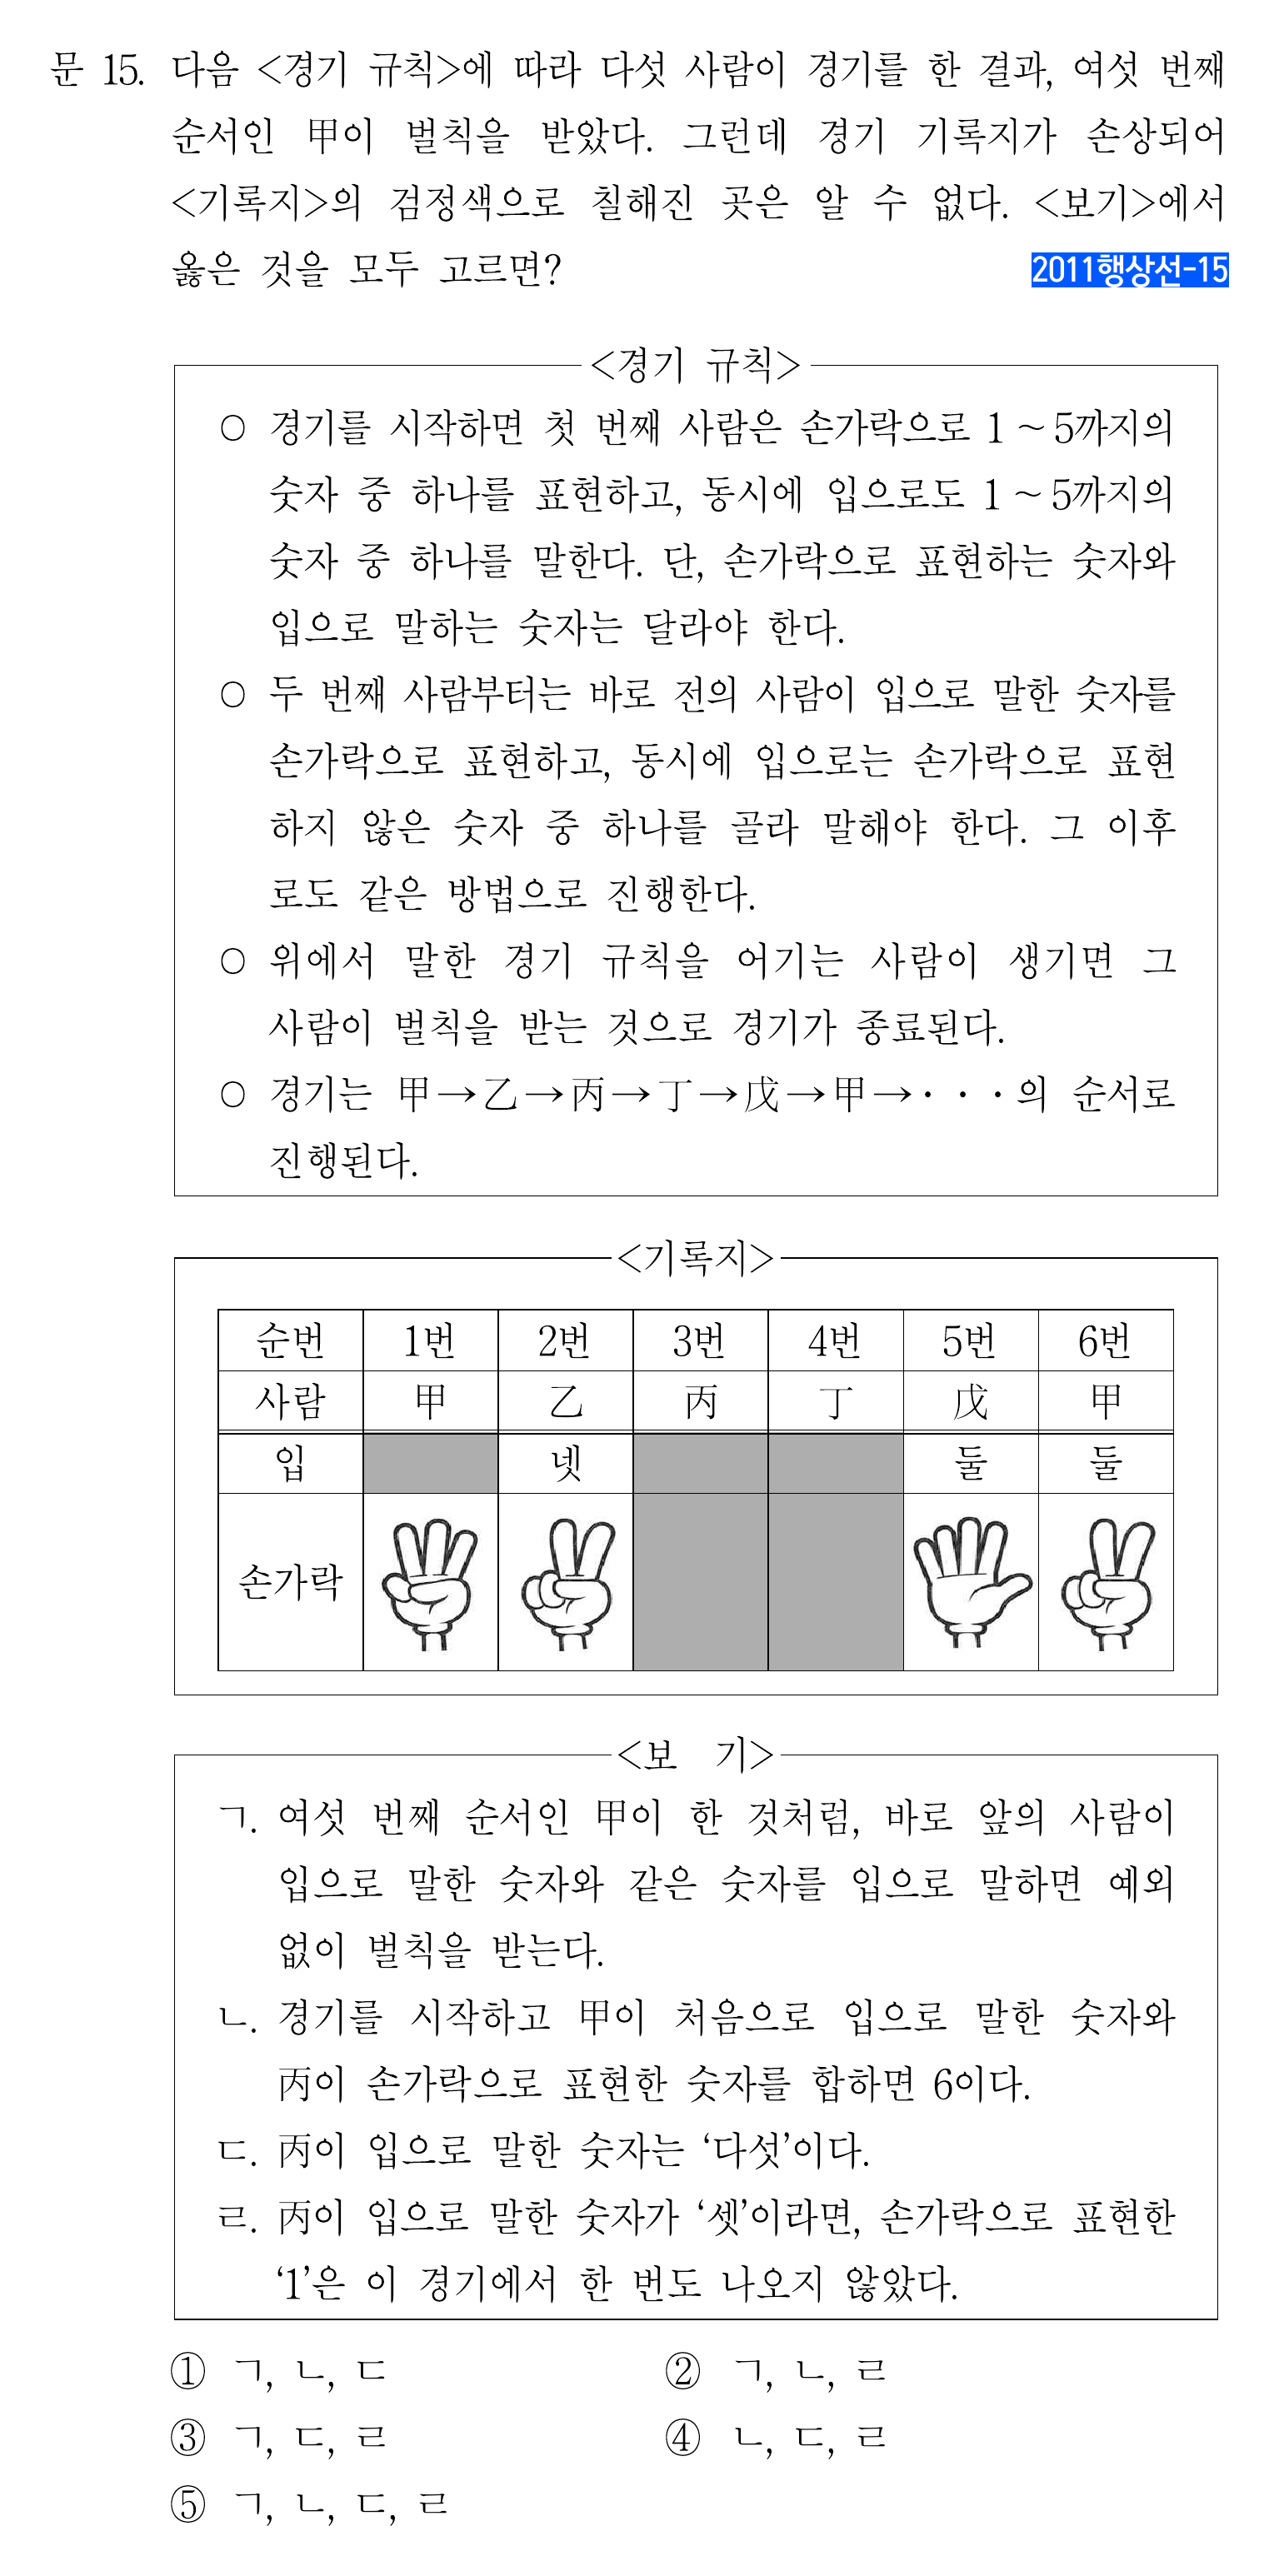 문 15. 다음 <경기 규칙>에 따라 다섯 사람이 경기를 한 결과, 여섯 번째
순서인 甲이 벌칙을 받았다. 그런데 경기 기록지가 손상되어
<기록지>의 검정색으로 칠해진 곳은 알 수 없다. <보기>에서
옳은 것을 모두 고르면?
2011행상선-15
<경기 규칙>
○ 경기를 시작하면 첫 번째 사람은 손가락으로 1 ~ 5까지의
숫자 중 하나를 표현하고, 동시에 입으로도 1 ~ 5까지의
숫자 중 하나를 말한다. 단, 손가락으로 표현하는 숫자와
입으로 말하는 숫자는 달라야 한다.
○ 두 번째 사람부터는 바로 전의 사람이 입으로 말한 숫자를
손가락으로 표현하고, 동시에 입으로는 손가락으로 표현
하지 않은 숫자 중 하나를 골라 말해야 한다. 그 이후
로도 같은 방법으로 진행한다.
○ 위에서 말한 경기 규칙을 어기는 사람이 생기면 그
사람이 벌칙을 받는 것으로 경기가 종료된다.
○ 경기는 甲→乙→丙→丁→戊→甲→・・・의 순서로
진행된다.
<기록지>
순번 1번 2번 3번 4번 5번 6번
사람 甲 乙 丙 丁 戊 甲
입 넷 둘 둘
손가락
<보 기>
ㄱ. 여섯 번째 순서인 甲이 한 것처럼, 바로 앞의 사람이
입으로 말한 숫자와 같은 숫자를 입으로 말하면 예외
없이 벌칙을 받는다.
ㄴ. 경기를 시작하고 甲이 처음으로 입으로 말한 숫자와
丙이 손가락으로 표현한 숫자를 합하면 6이다.
ㄷ. 丙이 입으로 말한 숫자는 ‘다섯’이다.
ㄹ. 丙이 입으로 말한 숫자가 ‘셋’이라면, 손가락으로 표현한
‘1’은 이 경기에서 한 번도 나오지 않았다.
① ㄱ, ㄴ, ㄷ ② ㄱ, ㄴ, ㄹ
③ ㄱ, ㄷ, ㄹ ④ ㄴ, ㄷ, ㄹ
⑤ ㄱ, ㄴ, ㄷ, ㄹ